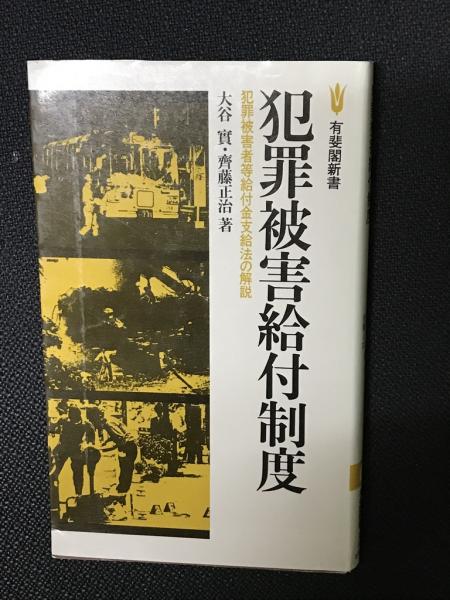 有斐閣新書
犯罪被害給付制度
犯罪被害者等給付金支給法の解説
大谷 實・齊藤正治 著